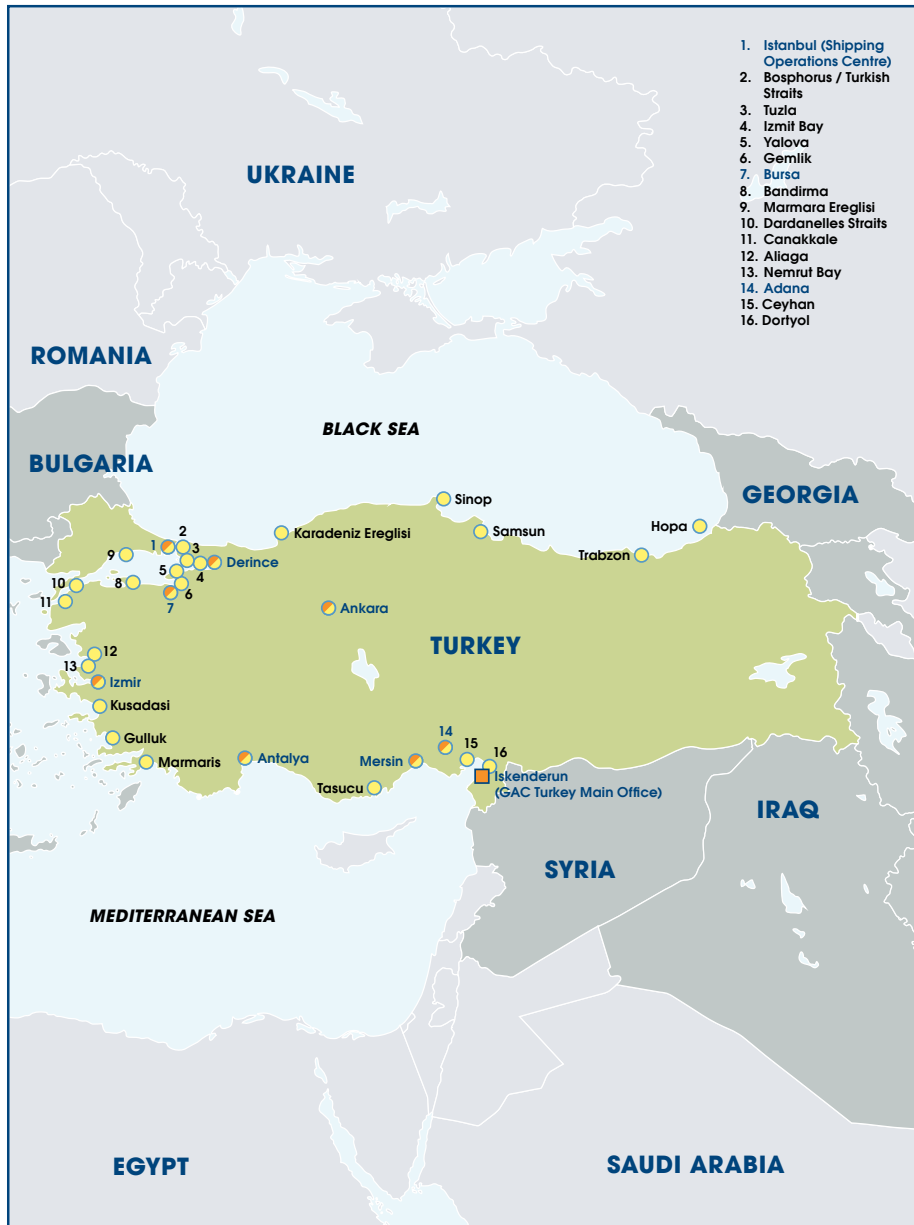 1. Istanbul (Shipping
Operations Centre)
2. Bosphorus / Turkish
Straits
3. Tuzla
4. Izmit Bay
5. Yalova
6. Gemlik
7. Bursa
8. Bandirma
9. Marmara Ereglisi
10. Dardanelles Straits
11. Canakkale
12. Aliaga
13. Nemrut Bay
14. Adana
15. Ceyhan
16. Dortyol
UKRAINE
ROMANIA
BLACK SEA
BULGARIA
GEORGIA
Sinop
Karadeniz Ereglisi
Samsun
Hopa
Trabzon
1
2
3
9
Derince
5
4
10
8
6
11
7
Ankara
TURKEY
12
13
Izmir
Kusadasi
Gulluk
14
Marmaris
Antalya
Mersin
15
16
Tasucu
Iskenderun
(GAC Turkey Main Office)
IRAQ
SYRIA
MEDITERRANEAN SEA
EGYPT
SAUDI ARABIA